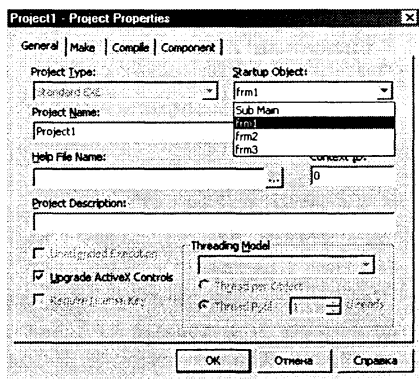 Project1 - Project Properties
General Make Compile Component
Project Type: Startup Object:
Standard EXE frm1
Sub Main
Project Name: frm1
Project1 frm2
frm3
Help File Name: Context ID:
... 0
Project Description:
Unattended Execution Threading Model
Upgrade ActiveX Controls
Thread per Object
Require License Key Thread Pool 1 threads
OK Отмена Справка